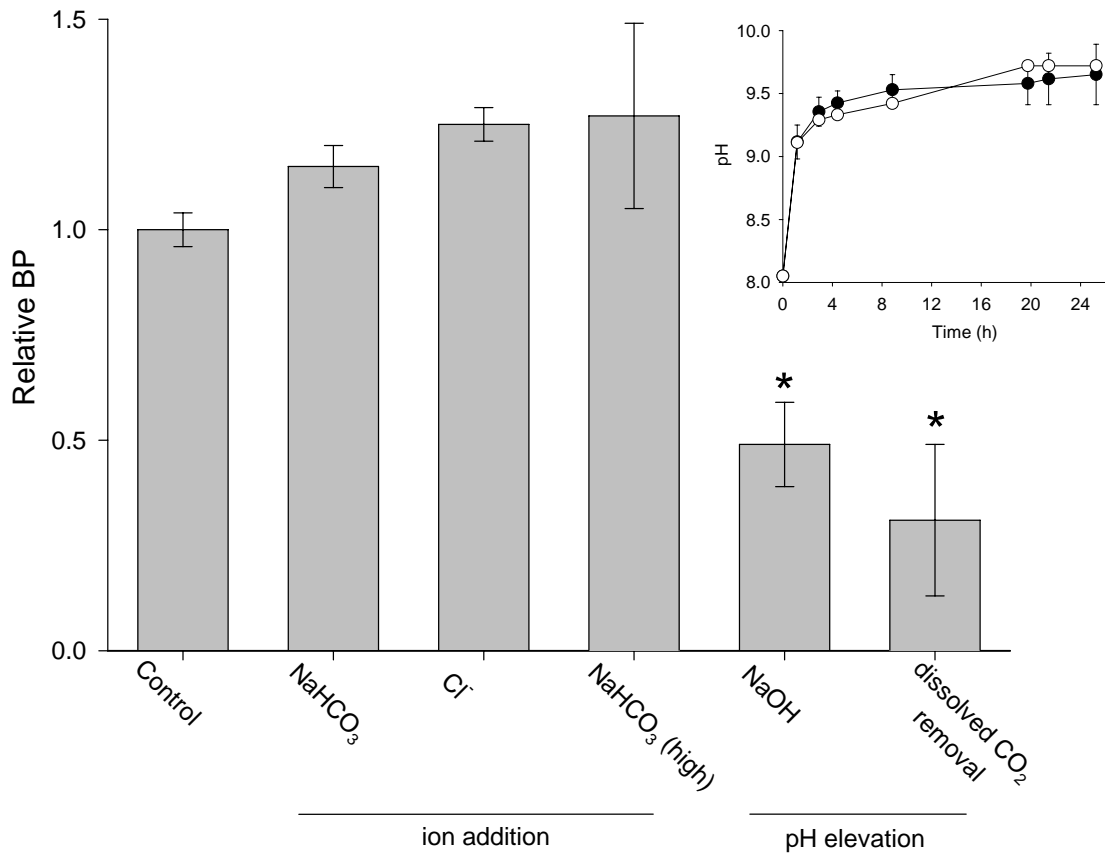 1.5
1.0
0.5
0.0
Relative BP
10.0
9.5
9.0
8.5
8.0
pH
0 4 8 12 16 20 24
Time (h)
*
*
Control
NaHCO₃
Cl⁻
NaHCO₃ (high)
NaOH
dissolved CO₂
removal
ion addition
pH elevation